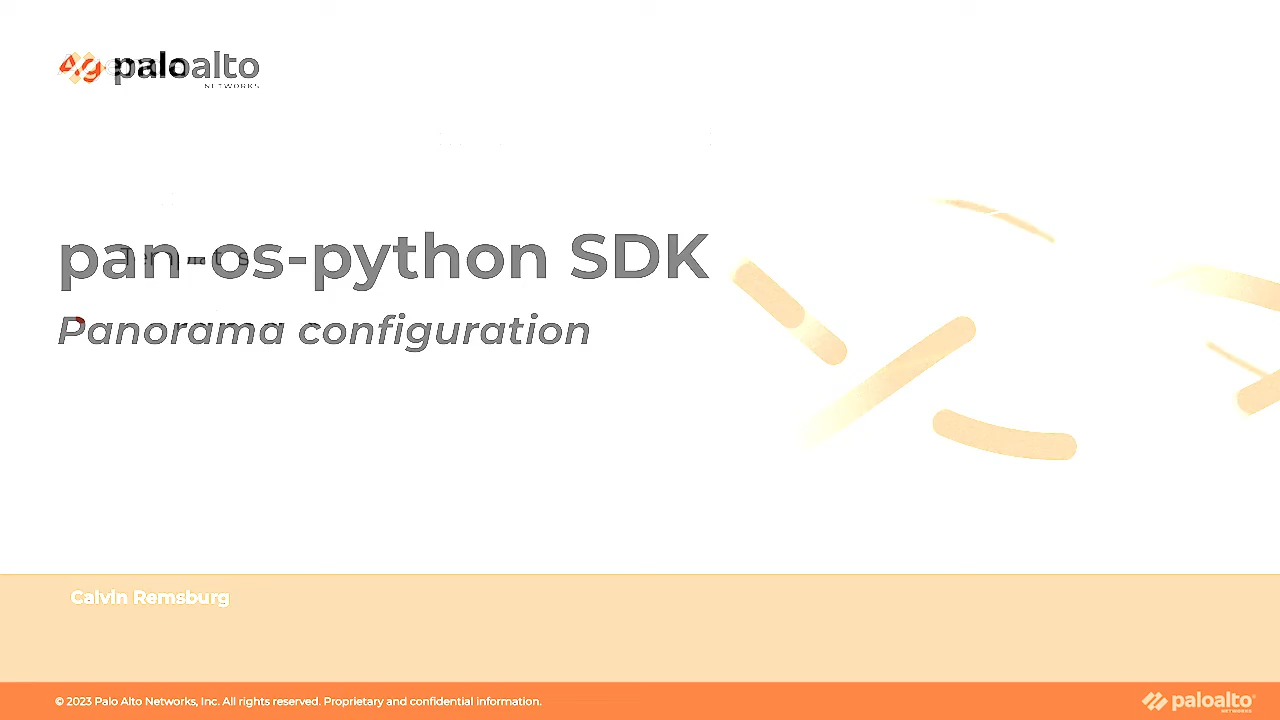 paloalto
NETWORKS
pan-os-python SDK
Panorama configuration
Calvin Remsburg
© 2023 Palo Alto Networks, Inc. All rights reserved. Proprietary and confidential information.
paloalto
NETWORKS